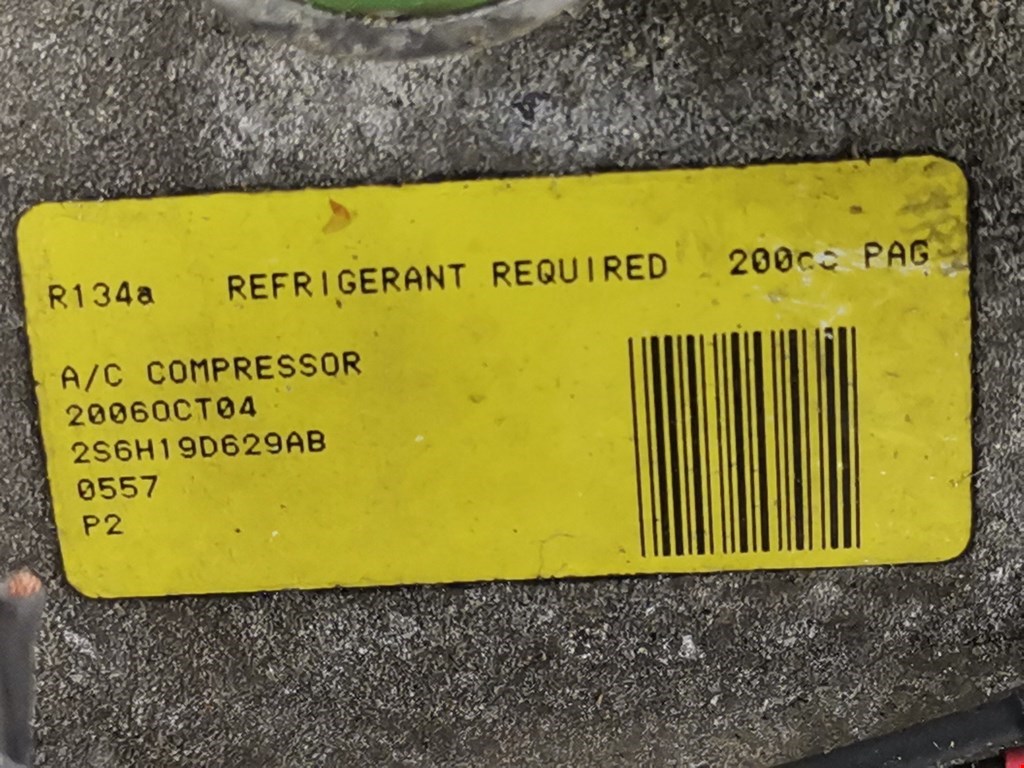 R134a REFRIGERANT REQUIRED 200cc PAG
A/C COMPRESSOR
2006OCT04
2S6H19D629AB
0557
P2